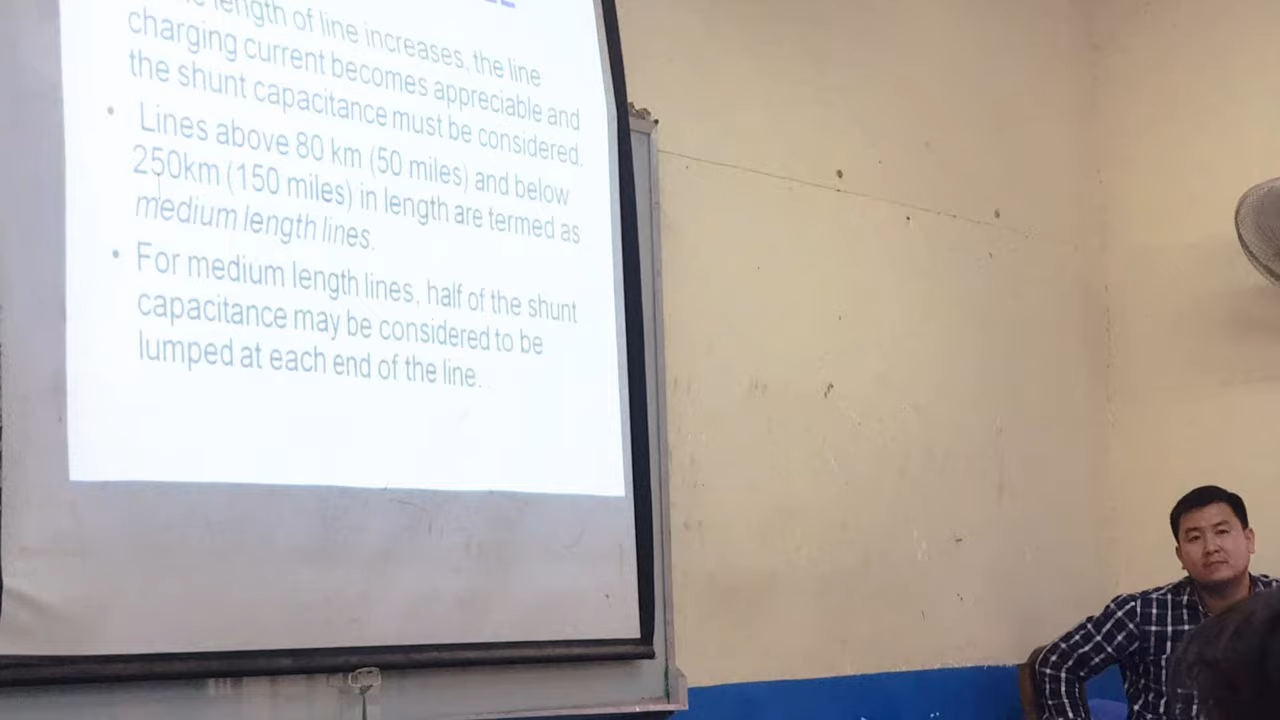 length of line increases, the line
charging current becomes appreciable and
the shunt capacitance must be considered.
• Lines above 80 km (50 miles) and below
250km (150 miles) in length are termed as
medium length lines.
• For medium length lines, half of the shunt
capacitance may be considered to be
lumped at each end of the line.